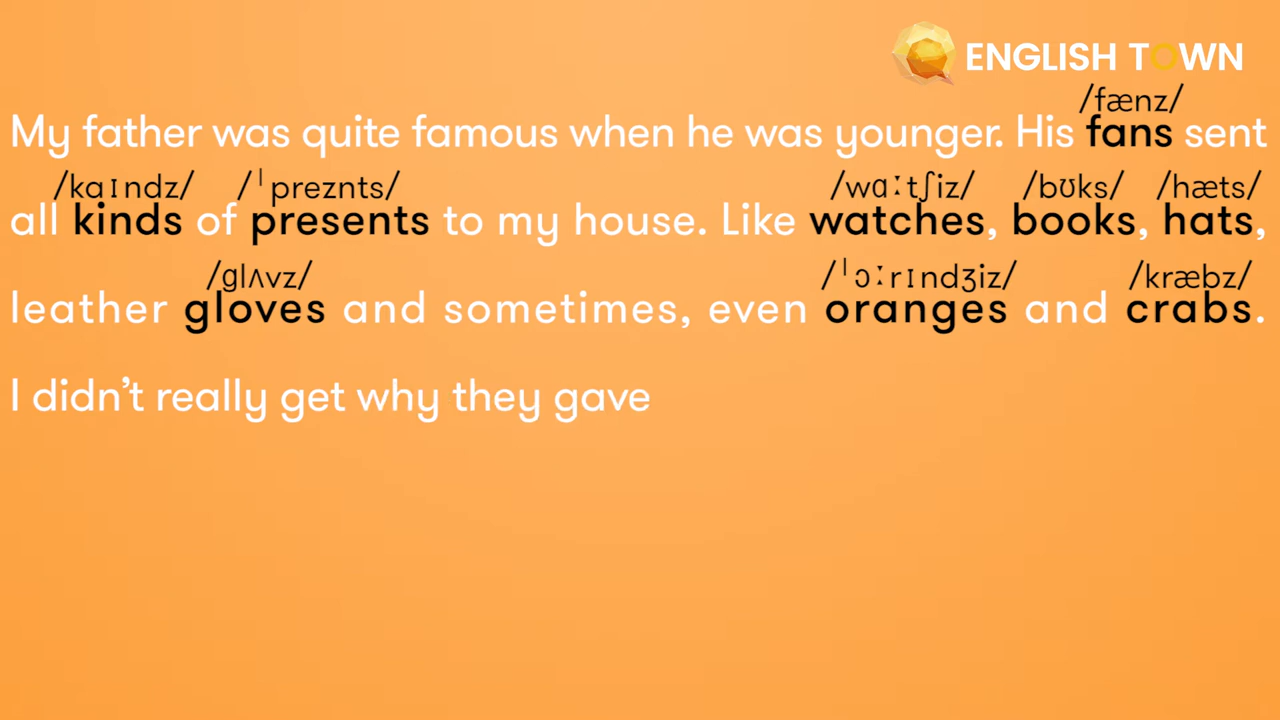 ENGLISH TOWN
/fænz/
My father was quite famous when he was younger. His fans sent
/kaɪndz/ /ˈpreznts/ /wɑːtʃiz/ /bʊks/ /hæts/
all kinds of presents to my house. Like watches, books, hats,
/glʌvz/ /ˈɔːrɪndʒiz/ /kræbz/
leather gloves and sometimes, even oranges and crabs.
I didn't really get why they gave